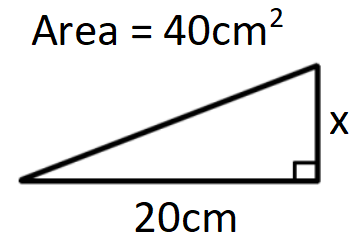 Area = 40cm²
x
20cm